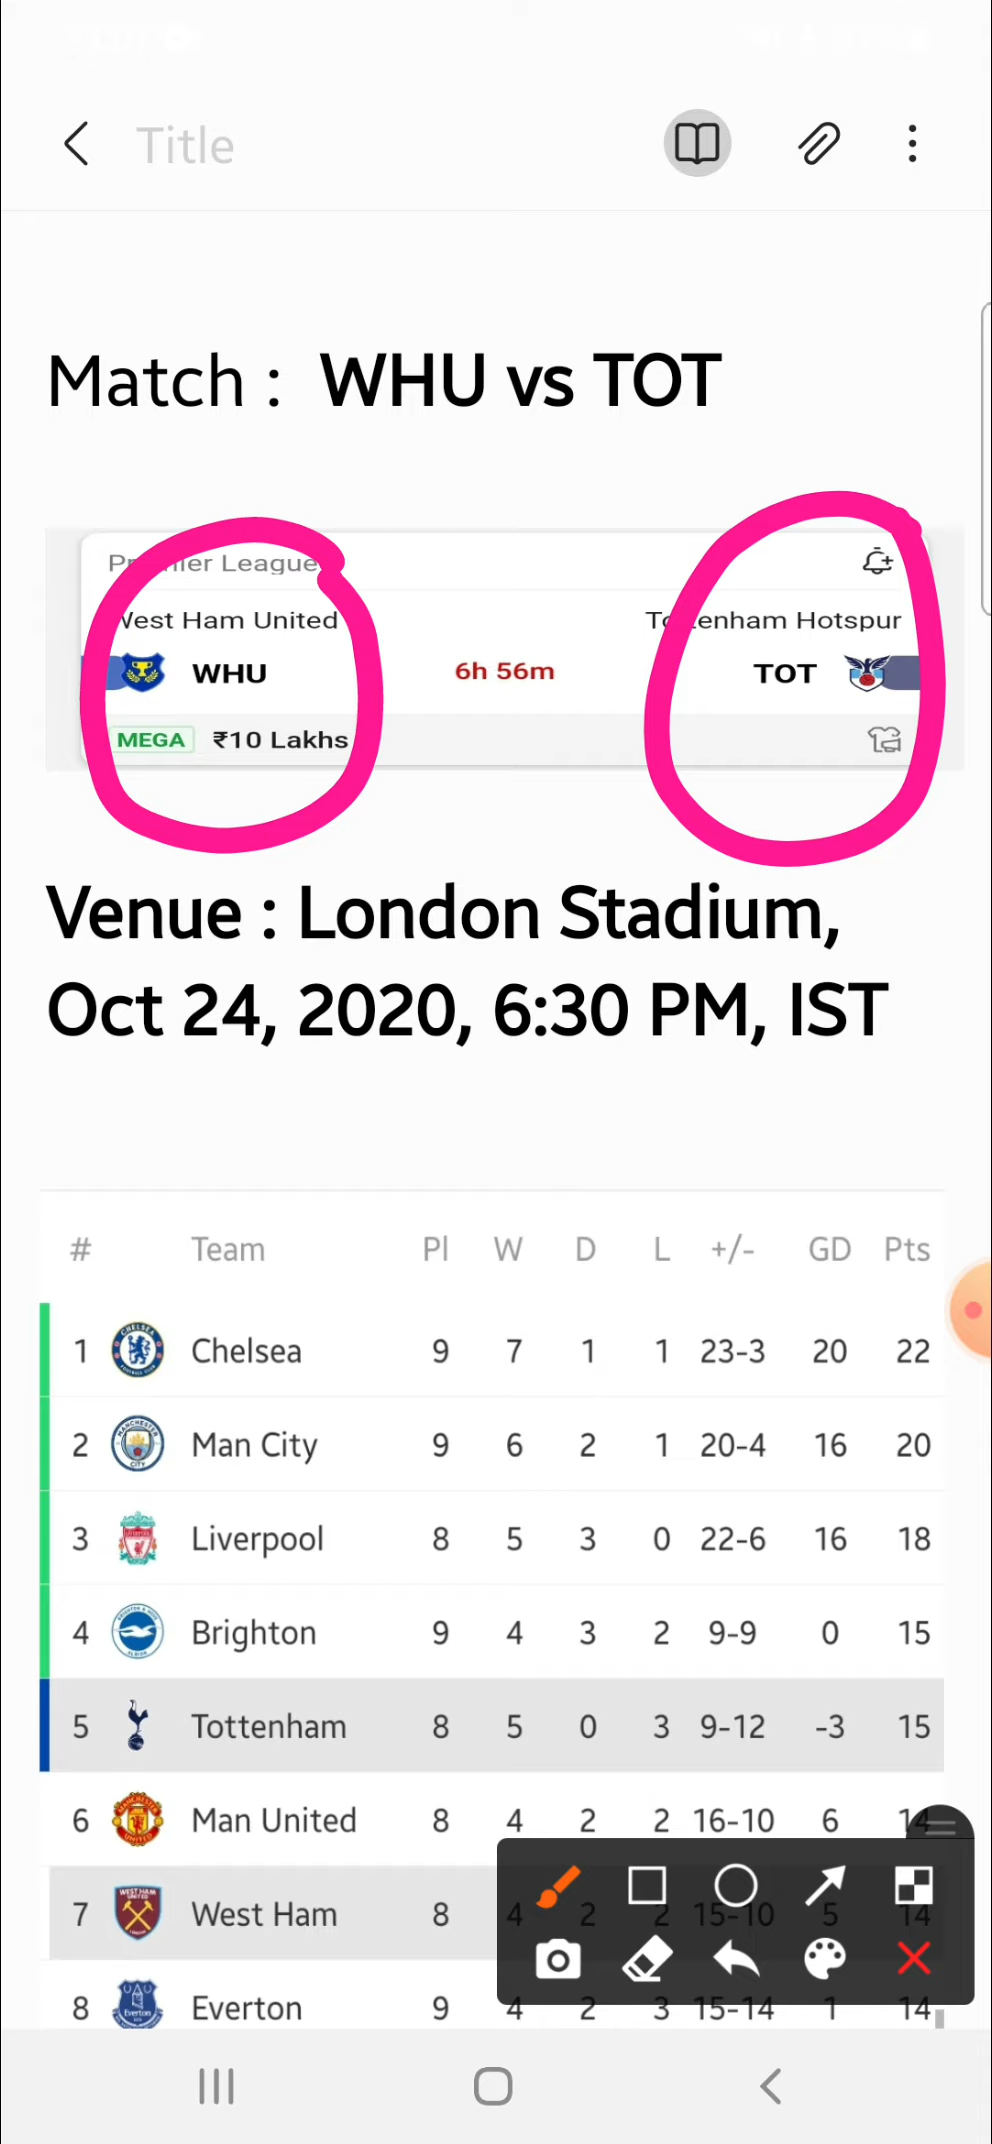 Title
Match : WHU vs TOT
Premier League
West Ham United Tottenham Hotspur
WHU 6h 56m TOT
MEGA ₹10 Lakhs
Venue : London Stadium,
Oct 24, 2020, 6:30 PM, IST
# Team Pl W D L +/- GD Pts
1 Chelsea 9 7 1 1 23-3 20 22
2 Man City 9 6 2 1 20-4 16 20
3 Liverpool 8 5 3 0 22-6 16 18
4 Brighton 9 4 3 2 9-9 0 15
5 Tottenham 8 5 0 3 9-12 -3 15
6 Man United 8 4 2 2 16-10 6 14
7 West Ham 8 4 2 2 15-10 5 14
8 Everton 9 4 2 3 15-14 1 14